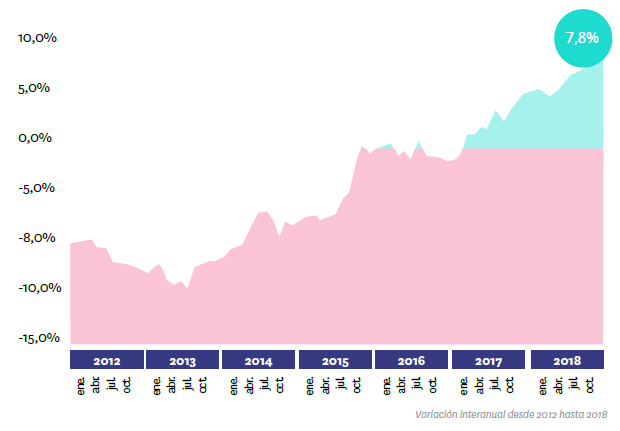 10,0%
7,8%
5,0%
0,0%
-5,0%
-8,0%
-10,0%
-15,0%
2012 2013 2014 2015 2016 2017 2018
ene. abr. jul. oct. ene. abr. jul. oct. ene. abr. jul. oct. ene. abr. jul. oct. ene. abr. jul. oct. ene. abr. jul. oct. ene. abr. jul. oct.
Variación interanual desde 2012 hasta 2018